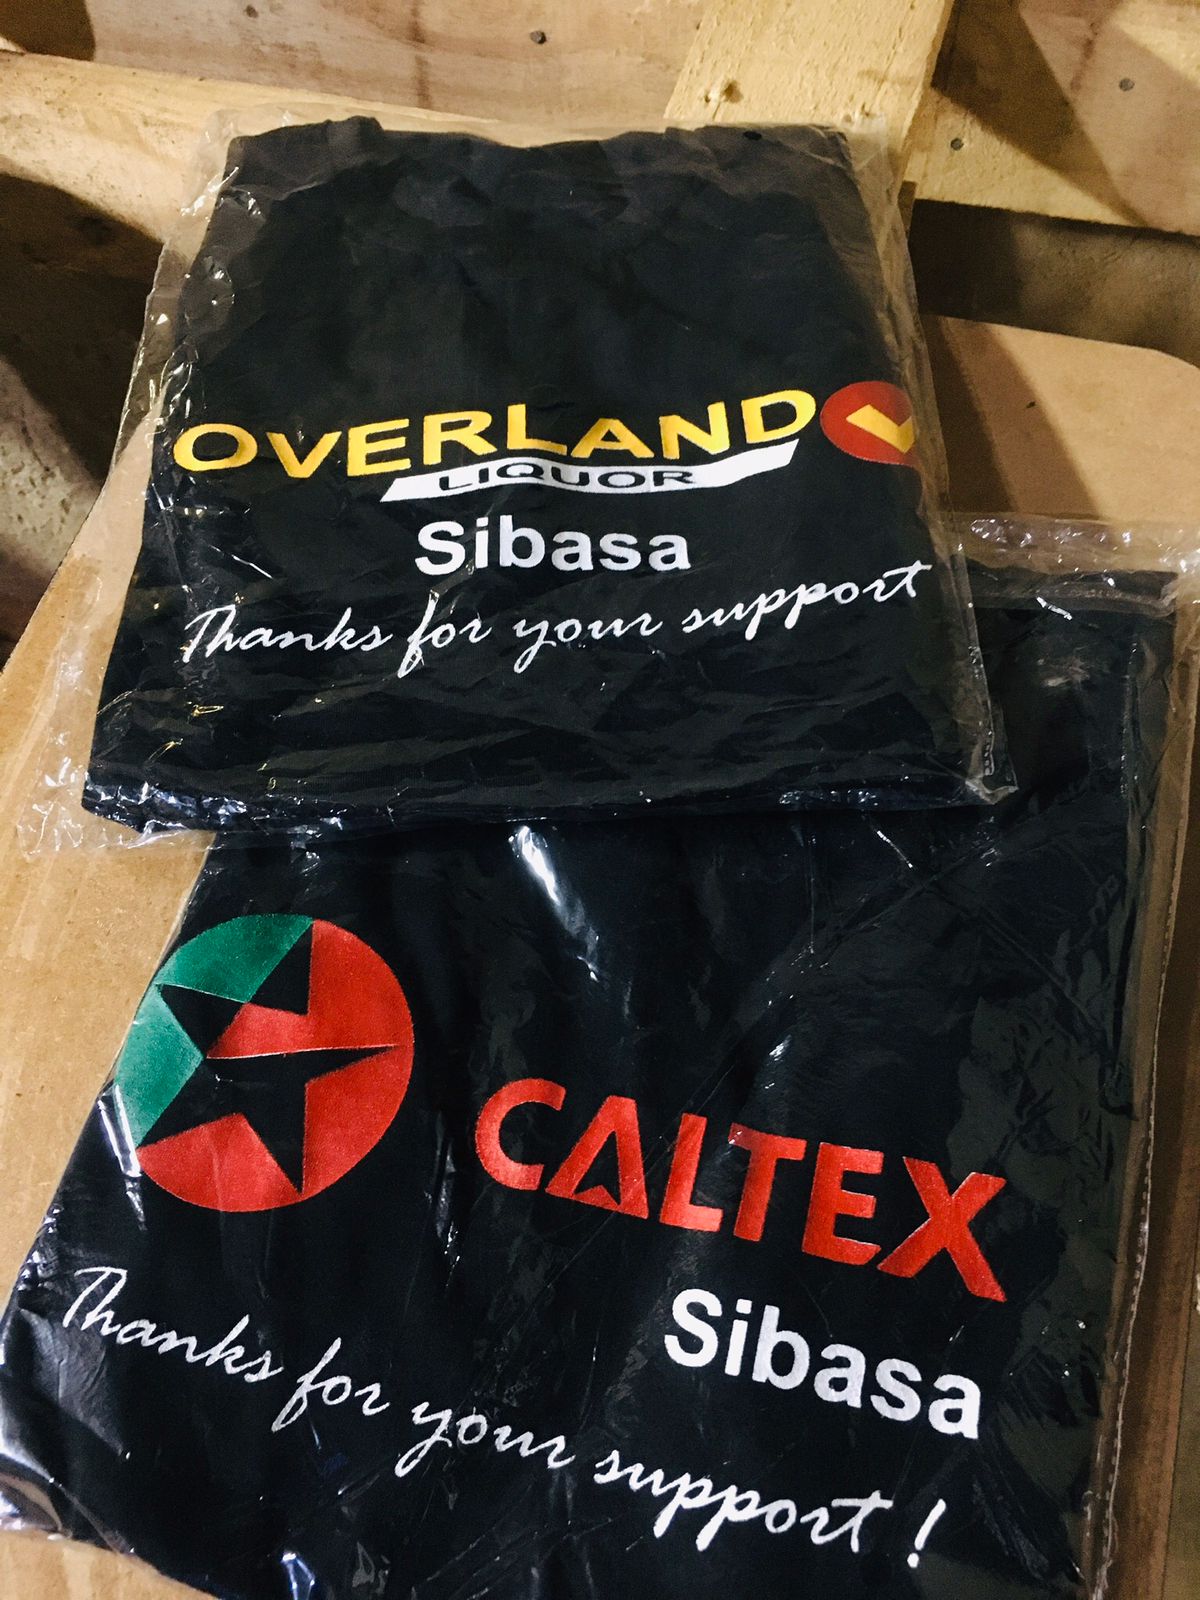 OVERLAND
LIQUOR
Sibasa
Thanks for your support
CALTEX
Sibasa
Thanks for your support !